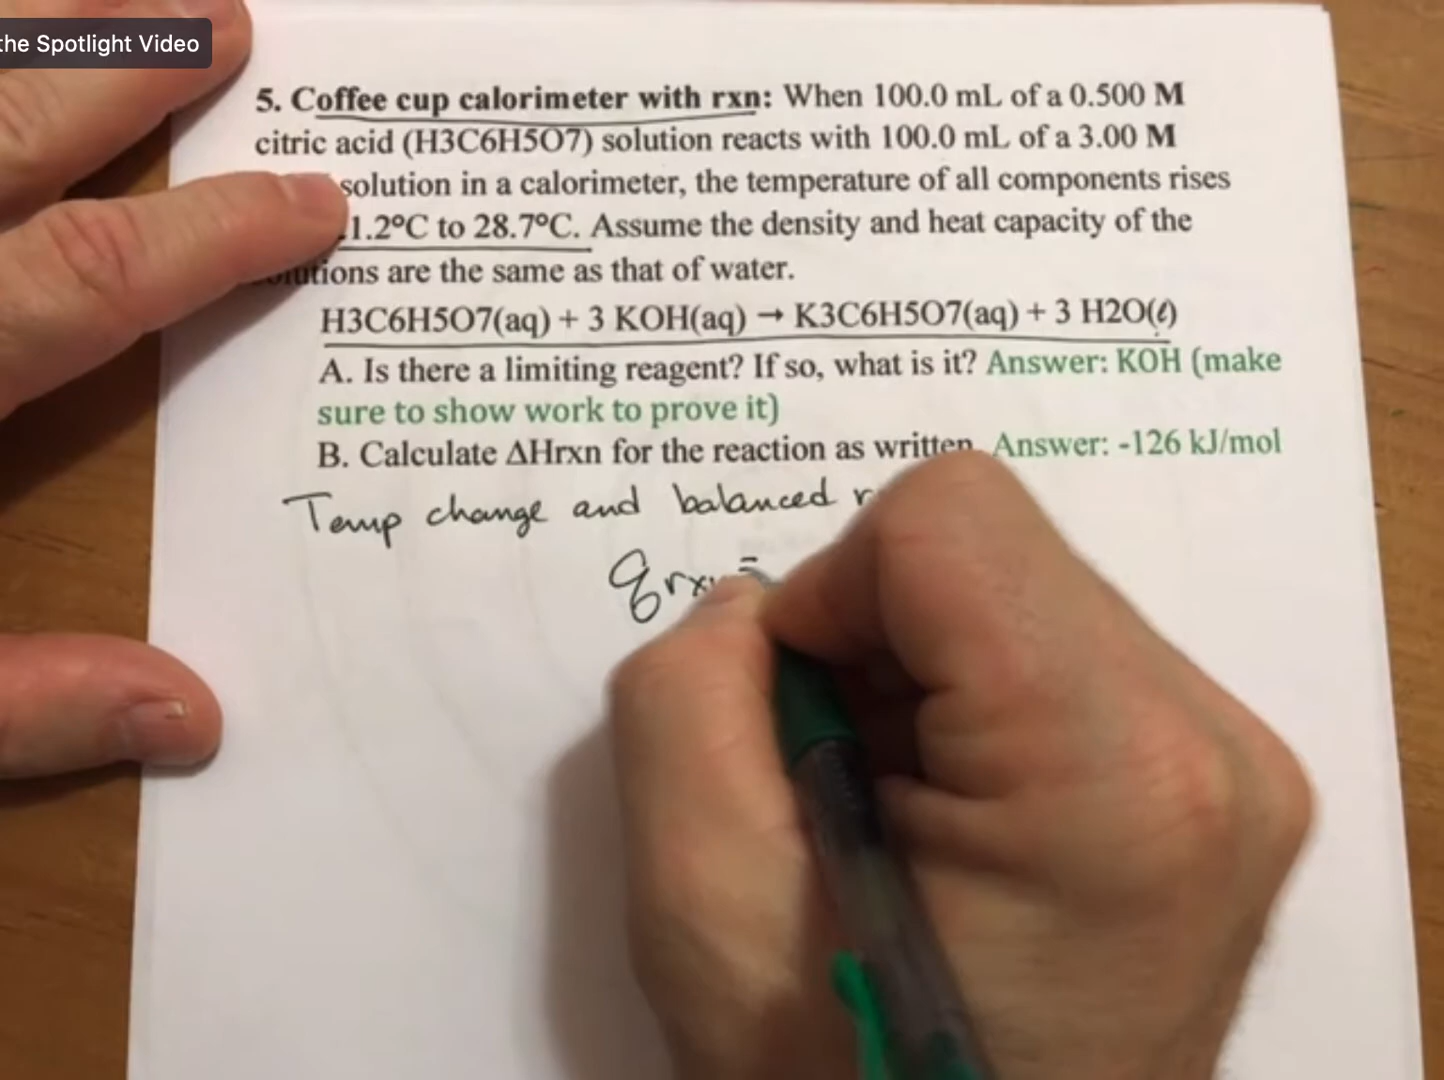 the Spotlight Video
5. Coffee cup calorimeter with rxn: When 100.0 mL of a 0.500 M
citric acid (H3C6H5O7) solution reacts with 100.0 mL of a 3.00 M
solution in a calorimeter, the temperature of all components rises
1.2ºC to 28.7ºC. Assume the density and heat capacity of the
are the same as that of water.
H3C6H5O7(aq) + 3 KOH(aq) → K3C6H5O7(aq) + 3 H2O(ℓ)
A. Is there a limiting reagent? If so, what is it? Answer: KOH (make
sure to show work to prove it)
B. Calculate ΔHrxn for the reaction as written. Answer: -126 kJ/mol
Temp change and balanced
qrxn =